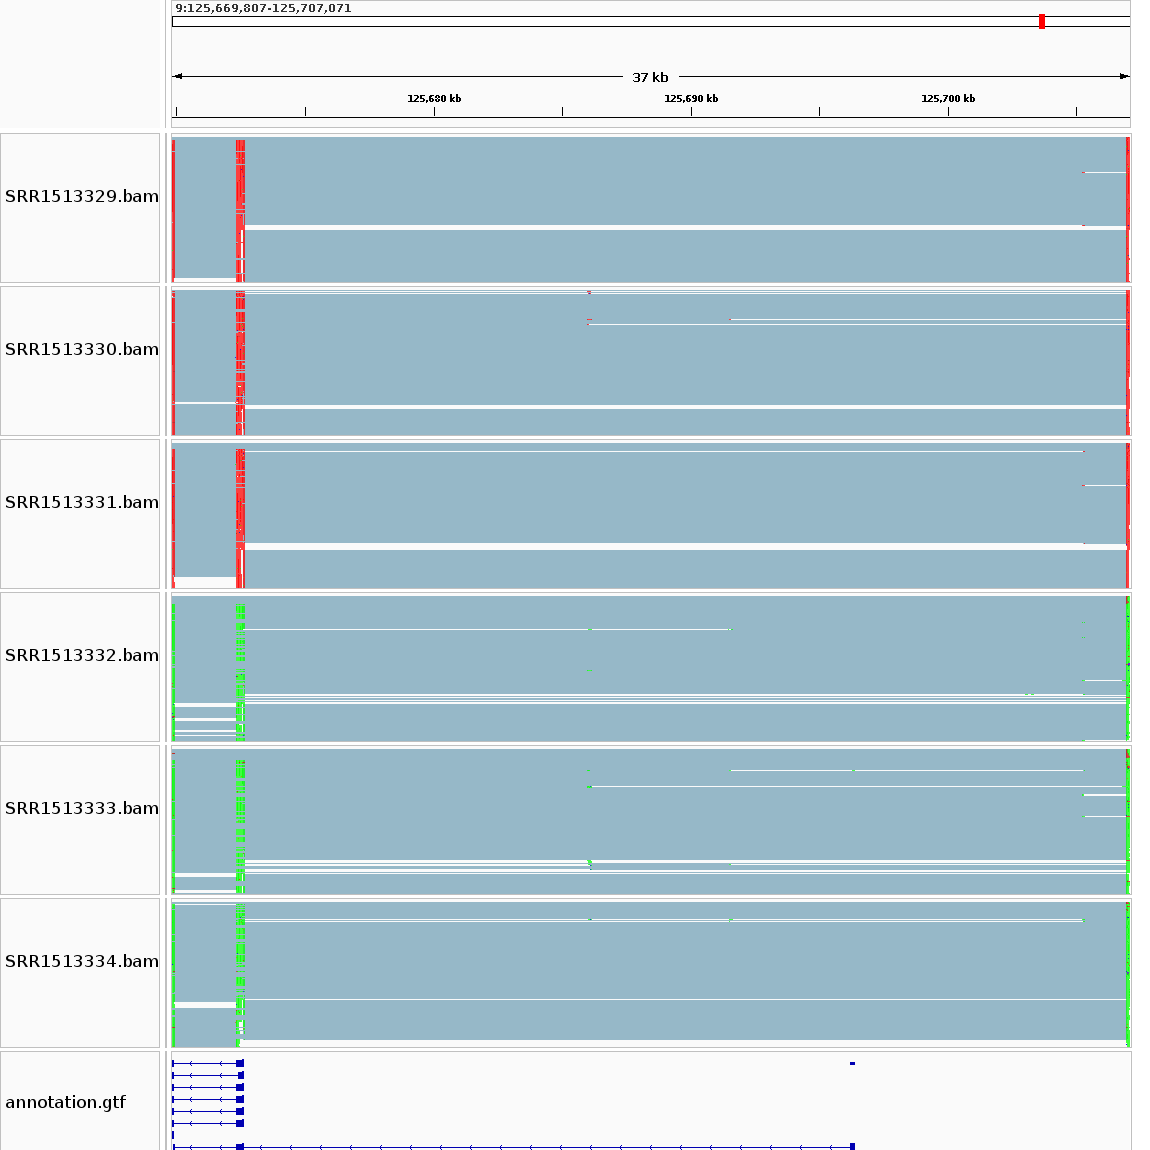 9:125,669,807-125,707,071
37 kb
125,680 kb 125,690 kb 125,700 kb
SRR1513329.bam
SRR1513330.bam
SRR1513331.bam
SRR1513332.bam
SRR1513333.bam
SRR1513334.bam
annotation.gtf